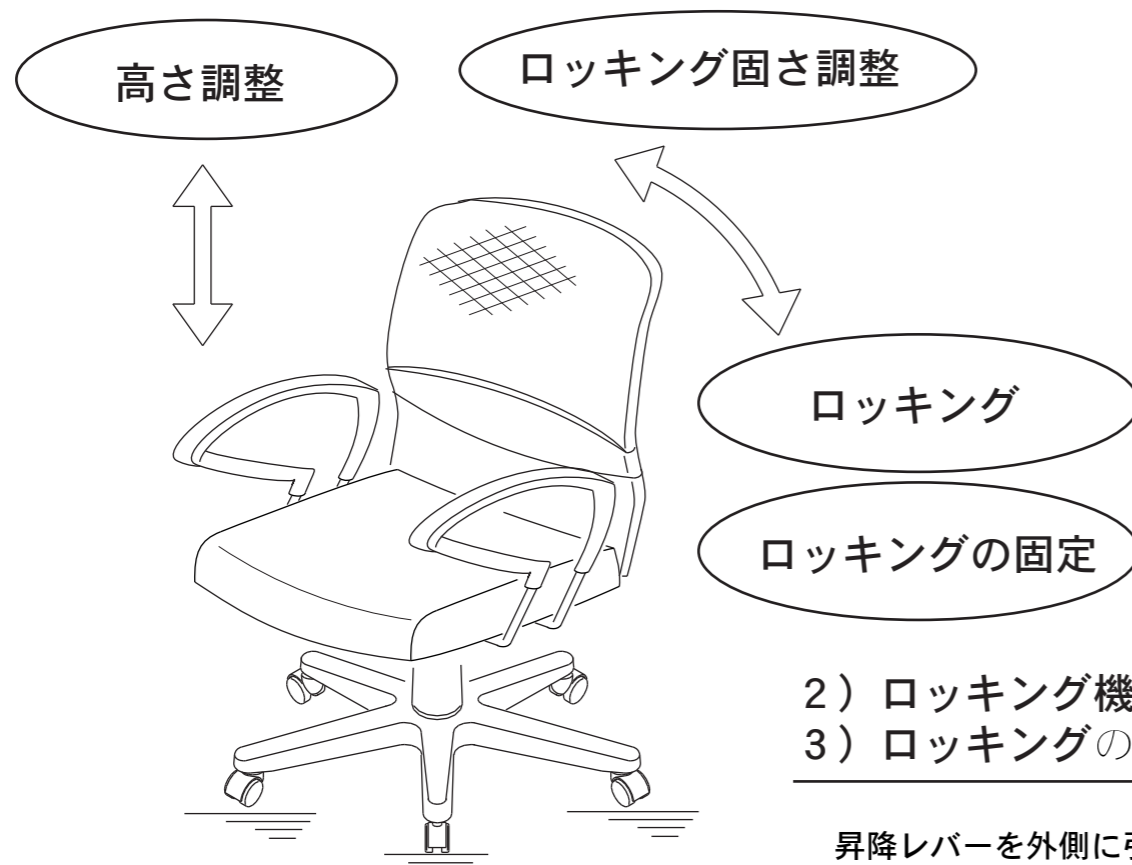 高さ調整
ロッキング固さ調整
ロッキング
ロッキングの固定
2）ロッキング機
3）ロッキングの
昇降レバーを外側に